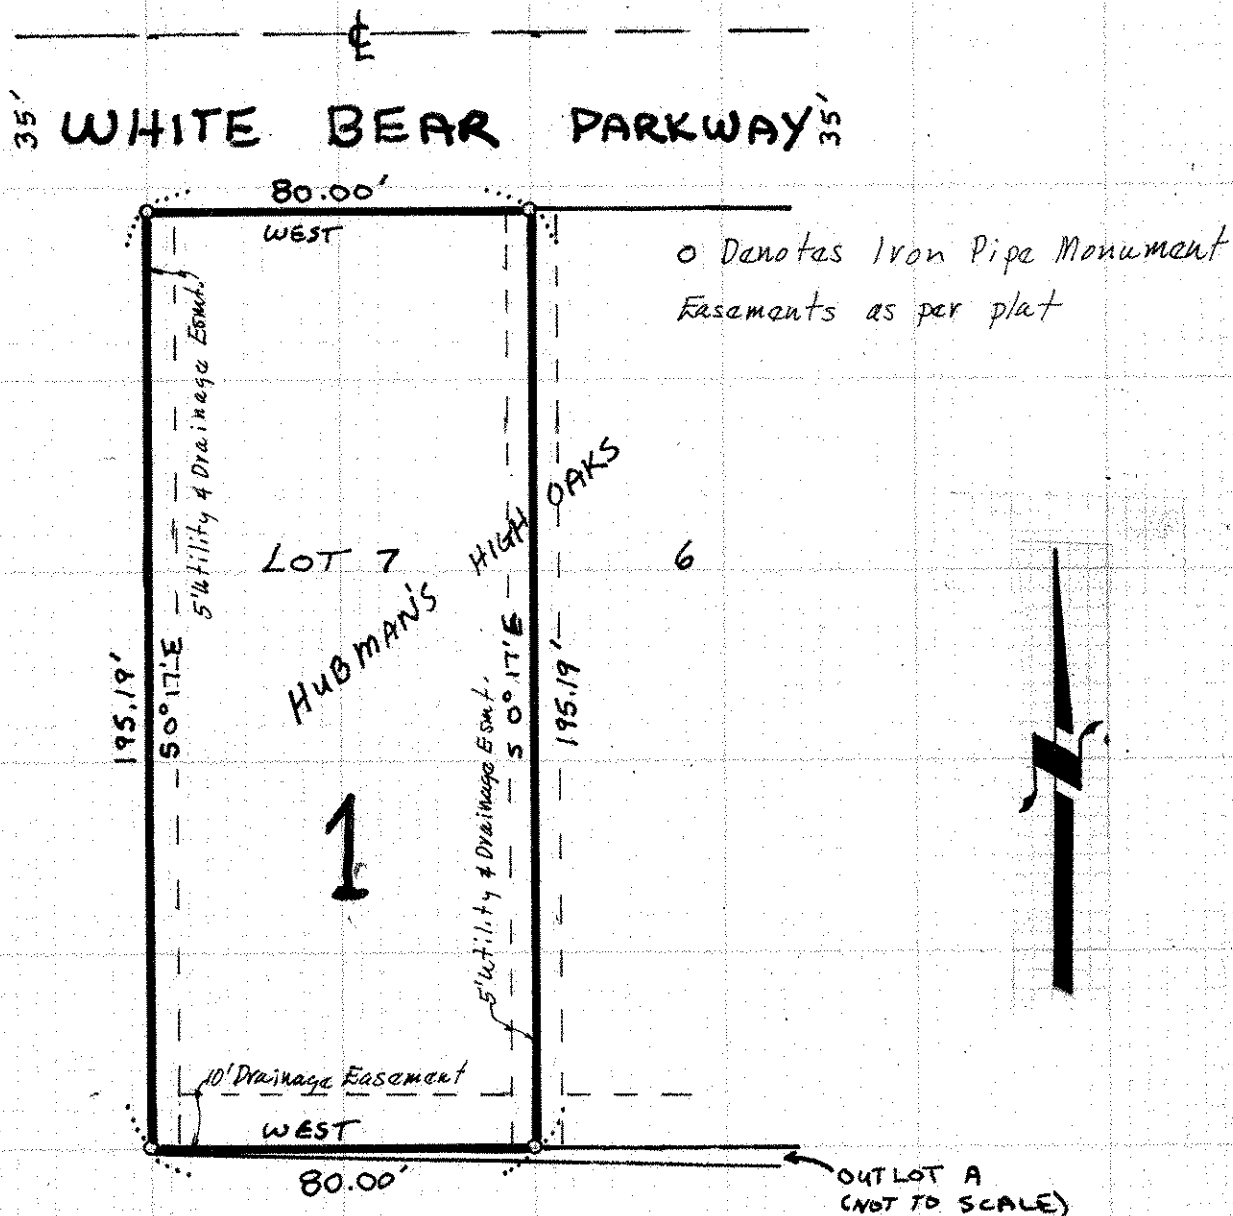 ℄
35' WHITE BEAR PARKWAY 35'
80.00'
WEST
o Denotes Iron Pipe Monument
Easements as per plat
5' Utility & Drainage Esmt.
LOT 7
HUBMAN'S HIGH OAKS
6
195.19'
S 0° 17' E
S 0° 17' E
195.19'
1
5' Utility & Drainage Esmt.
10' Drainage Easement
WEST
80.00'
OUTLOT A
(NOT TO SCALE)